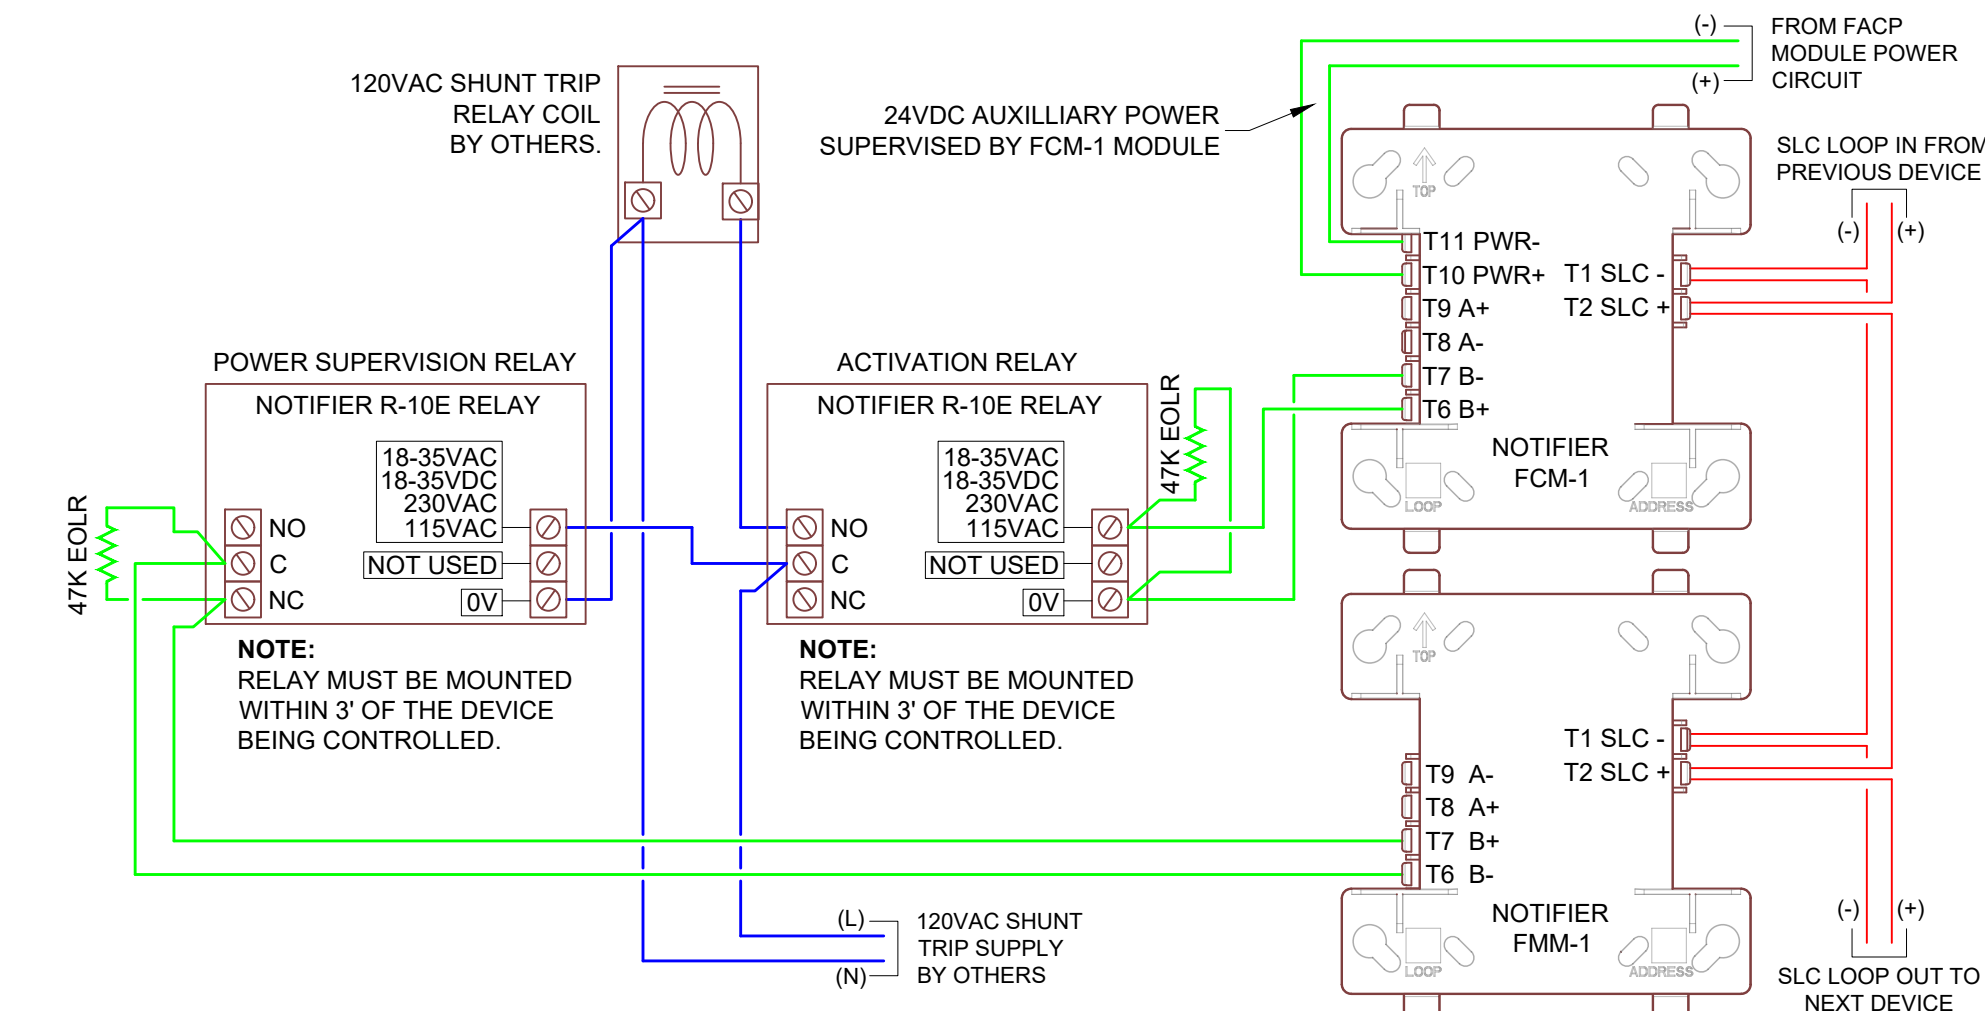 (-)
FROM FACP
MODULE POWER
CIRCUIT
(+)
120VAC SHUNT TRIP
RELAY COIL
BY OTHERS.
24VDC AUXILLIARY POWER
SUPERVISED BY FCM-1 MODULE
SLC LOOP IN FROM
PREVIOUS DEVICE
(-) (+)
TOP
T11 PWR-
T10 PWR+
T9 A+
T8 A-
T7 B-
T6 B+
T1 SLC -
T2 SLC +
NOTIFIER
FCM-1
LOOP
ADDRESS
POWER SUPERVISION RELAY
NOTIFIER R-10E RELAY
18-35VAC
18-35VDC
230VAC
115VAC
NOT USED
0V
NO
C
NC
47K EOLR
NOTE:
RELAY MUST BE MOUNTED
WITHIN 3' OF THE DEVICE
BEING CONTROLLED.
ACTIVATION RELAY
NOTIFIER R-10E RELAY
18-35VAC
18-35VDC
230VAC
115VAC
NOT USED
0V
NO
C
NC
47K EOLR
NOTE:
RELAY MUST BE MOUNTED
WITHIN 3' OF THE DEVICE
BEING CONTROLLED.
TOP
T1 SLC -
T2 SLC +
T9 A-
T8 A+
T7 B+
T6 B-
NOTIFIER
FMM-1
LOOP
ADDRESS
(L)
(N)
120VAC SHUNT
TRIP SUPPLY
BY OTHERS
(-) (+)
SLC LOOP OUT TO
NEXT DEVICE